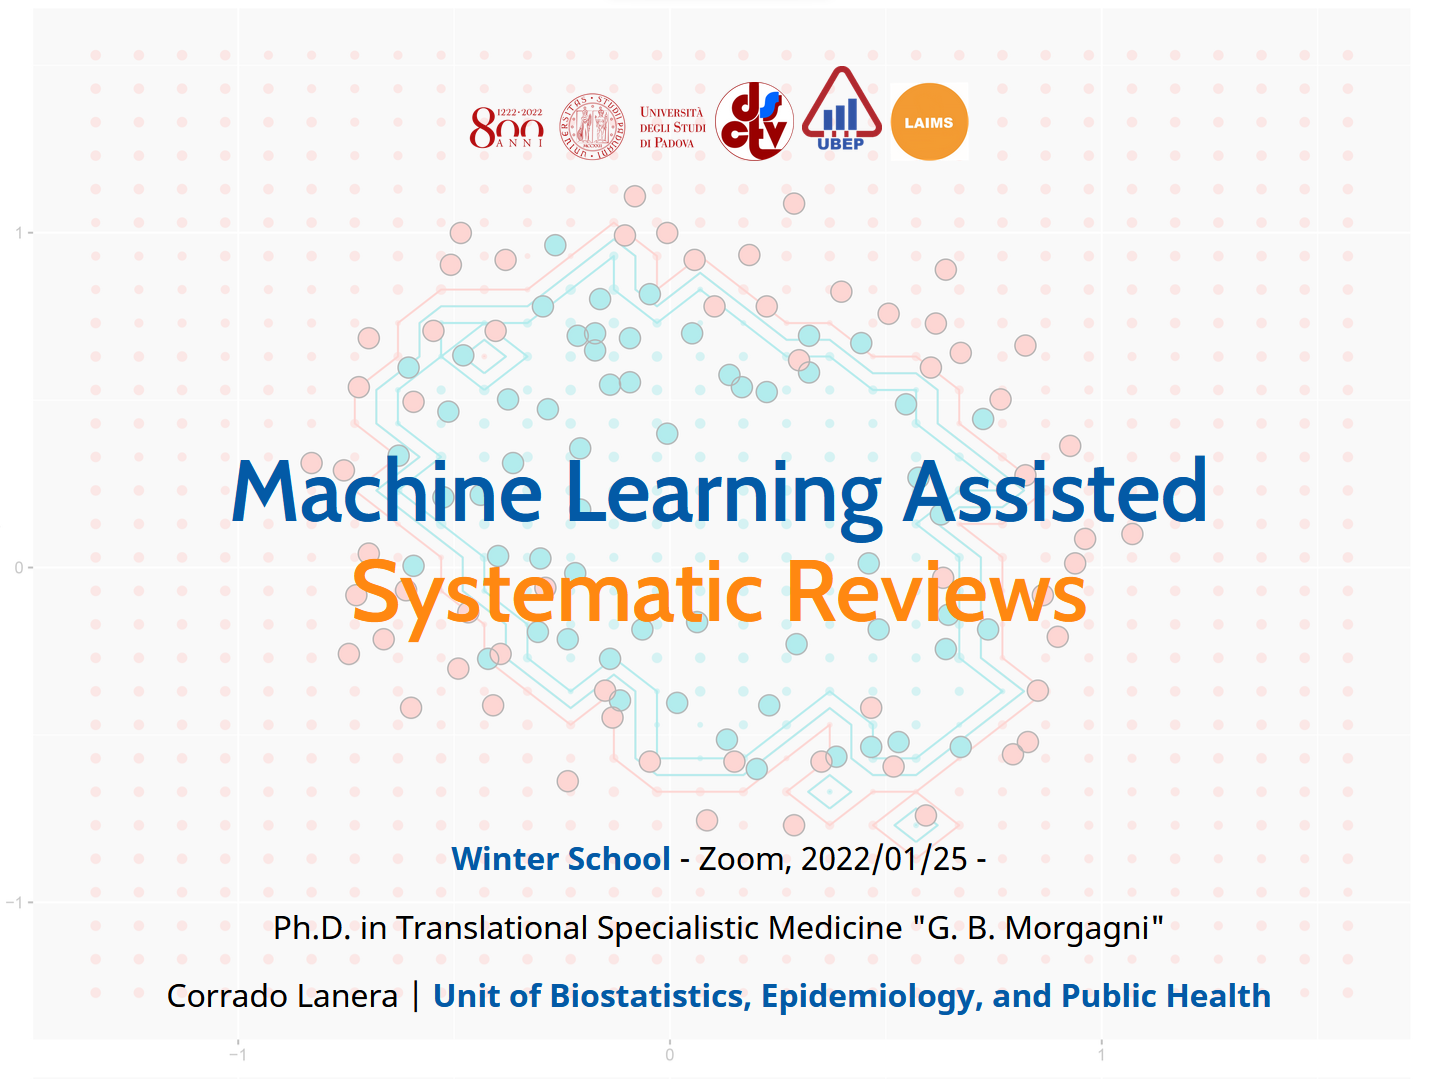 1222·2022
800
ANNI
UNIVERSITÀ
DEGLI STUDI
DI PADOVA
dsctv
UBEP
LAIMS
1
Machine Learning Assisted
0
Systematic Reviews
Winter School - Zoom, 2022/01/25 -
−1
Ph.D. in Translational Specialistic Medicine "G. B. Morgagni"
Corrado Lanera | Unit of Biostatistics, Epidemiology, and Public Health
−1 0 1